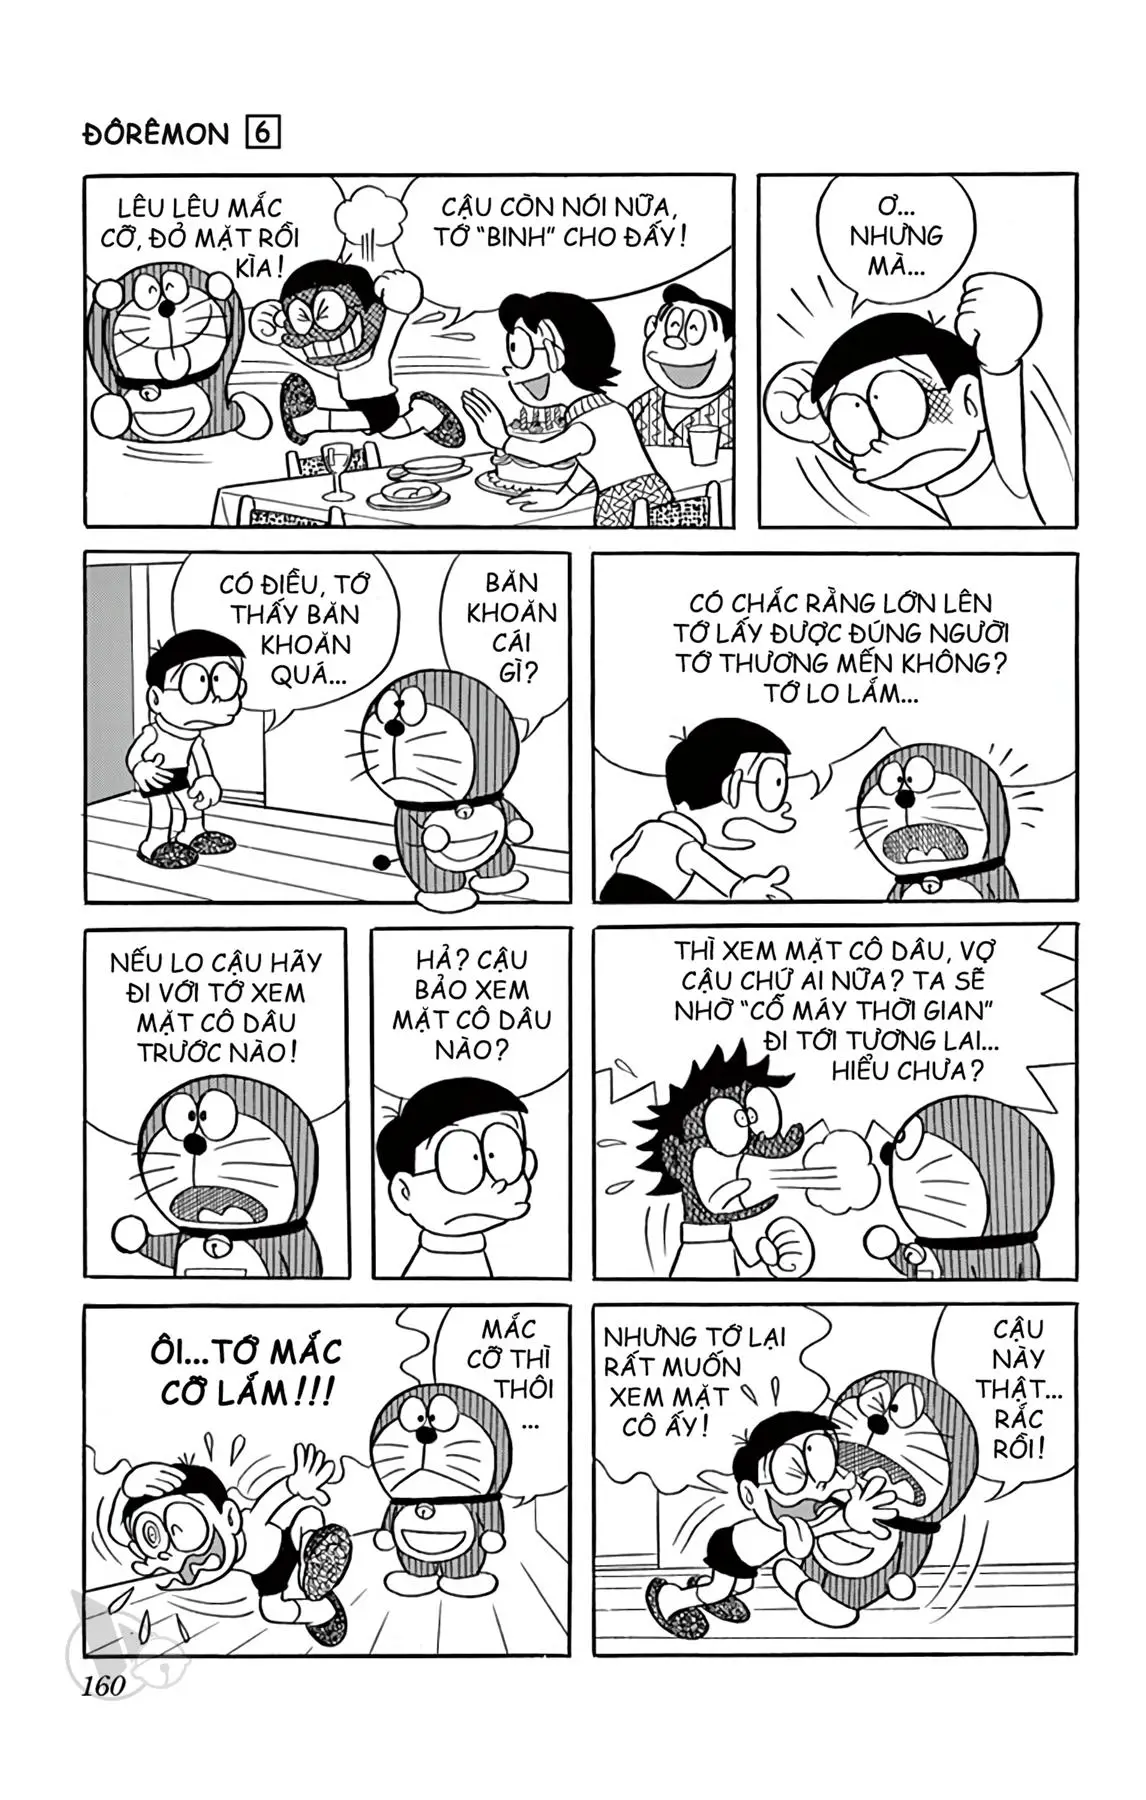 ĐÔRÊMON 6
LÊU LÊU MẮC
CỠ, ĐỎ MẶT RỒI
KÌA!
CẬU CÒN NÓI NỮA,
TỚ “BINH” CHO ĐẤY!
Ơ...
NHƯNG
MÀ...
CÓ ĐIỀU, TỚ
THẤY BĂN
KHOĂN
QUÁ...
BĂN
KHOĂN
CÁI
GÌ?
CÓ CHẮC RẰNG LỚN LÊN
TỚ LẤY ĐƯỢC ĐÚNG NGƯỜI
TỚ THƯƠNG MẾN KHÔNG?
TỚ LO LẮM...
NẾU LO CẬU HÃY
ĐI VỚI TỚ XEM
MẶT CÔ DÂU
TRƯỚC NÀO!
HẢ? CẬU
BẢO XEM
MẶT CÔ DÂU
NÀO?
THÌ XEM MẶT CÔ DÂU, VỢ
CẬU CHỨ AI NỮA? TA SẼ
NHỜ “CỖ MÁY THỜI GIAN”
ĐI TỚI TƯƠNG LAI...
HIỂU CHƯA?
ÔI...TỚ MẮC
CỠ LẮM!!!
MẮC
CỠ THÌ
THÔI
...
NHƯNG TỚ LẠI
RẤT MUỐN
XEM MẶT
CÔ ẤY!
CẬU
NÀY
THẬT...
RẮC
RỒI!
160